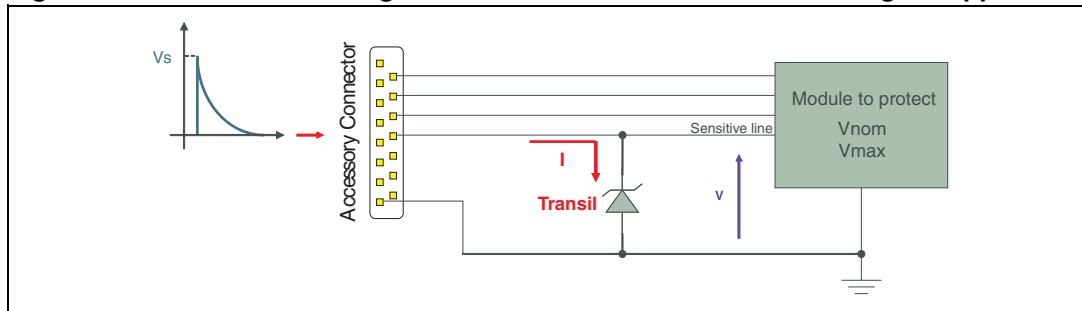 Vs
Accessory Connector
Sensitive line
I
Transil
V
Module to protect
Vnom
Vmax